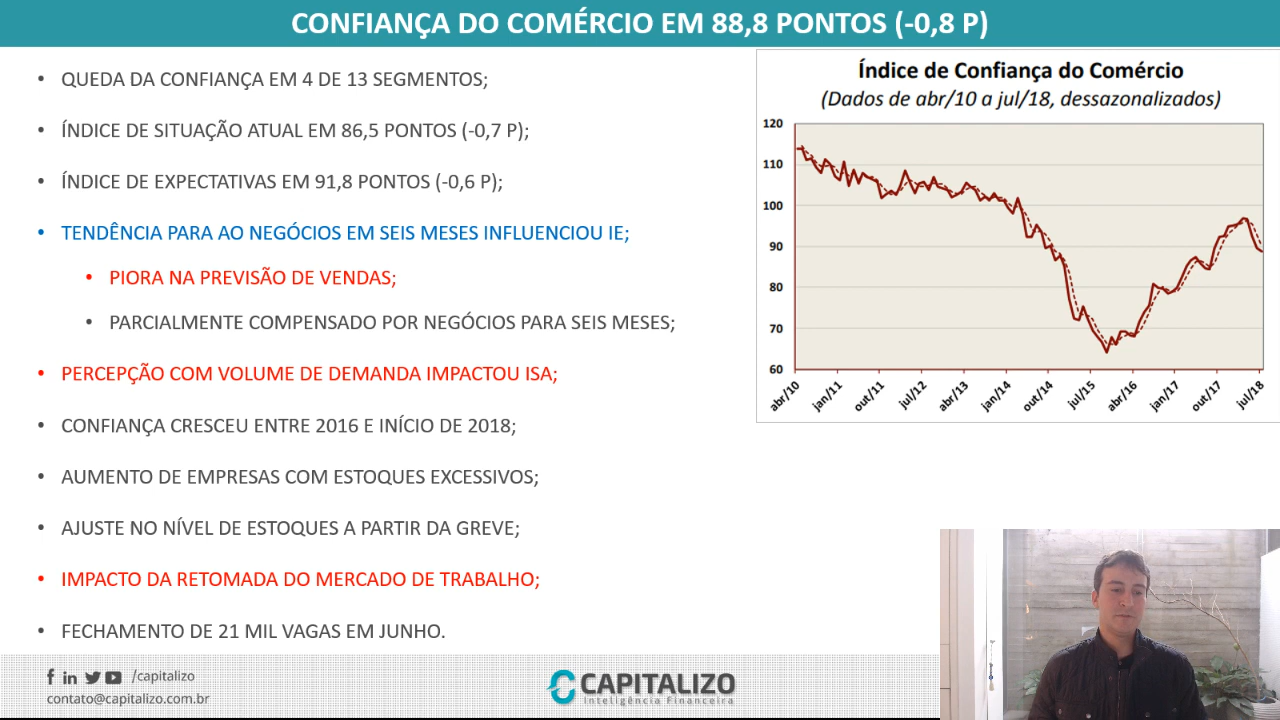 CONFIANÇA DO COMÉRCIO EM 88,8 PONTOS (-0,8 P)
• QUEDA DA CONFIANÇA EM 4 DE 13 SEGMENTOS;
• ÍNDICE DE SITUAÇÃO ATUAL EM 86,5 PONTOS (-0,7 P);
• ÍNDICE DE EXPECTATIVAS EM 91,8 PONTOS (-0,6 P);
• TENDÊNCIA PARA AO NEGÓCIOS EM SEIS MESES INFLUENCIOU IE;
• PIORA NA PREVISÃO DE VENDAS;
• PARCIALMENTE COMPENSADO POR NEGÓCIOS PARA SEIS MESES;
• PERCEPÇÃO COM VOLUME DE DEMANDA IMPACTOU ISA;
• CONFIANÇA CRESCEU ENTRE 2016 E INÍCIO DE 2018;
• AUMENTO DE EMPRESAS COM ESTOQUES EXCESSIVOS;
• AJUSTE NO NÍVEL DE ESTOQUES A PARTIR DA GREVE;
• IMPACTO DA RETOMADA DO MERCADO DE TRABALHO;
• FECHAMENTO DE 21 MIL VAGAS EM JUNHO.
Índice de Confiança do Comércio
(Dados de abr/10 a jul/18, dessazonalizados)
120
110
100
90
80
70
60
abr/10 jan/11 out/11 jul/12 abr/13 jan/14 out/14 jul/15 abr/16 jan/17 out/17 jul/18
/capitalizo
contato@capitalizo.com.br
CAPITALIZO
Inteligência Financeira